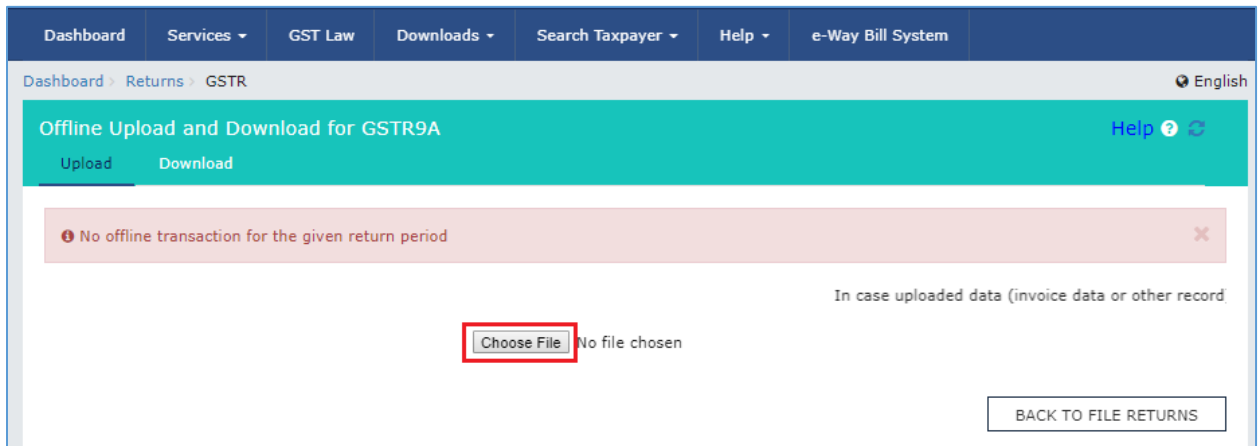 Dashboard Services GST Law Downloads Search Taxpayer Help e-Way Bill System
Dashboard > Returns > GSTR English
Offline Upload and Download for GSTR9A Help ?
Upload Download
No offline transaction for the given return period ×
In case uploaded data (invoice data or other record
Choose File No file chosen
BACK TO FILE RETURNS